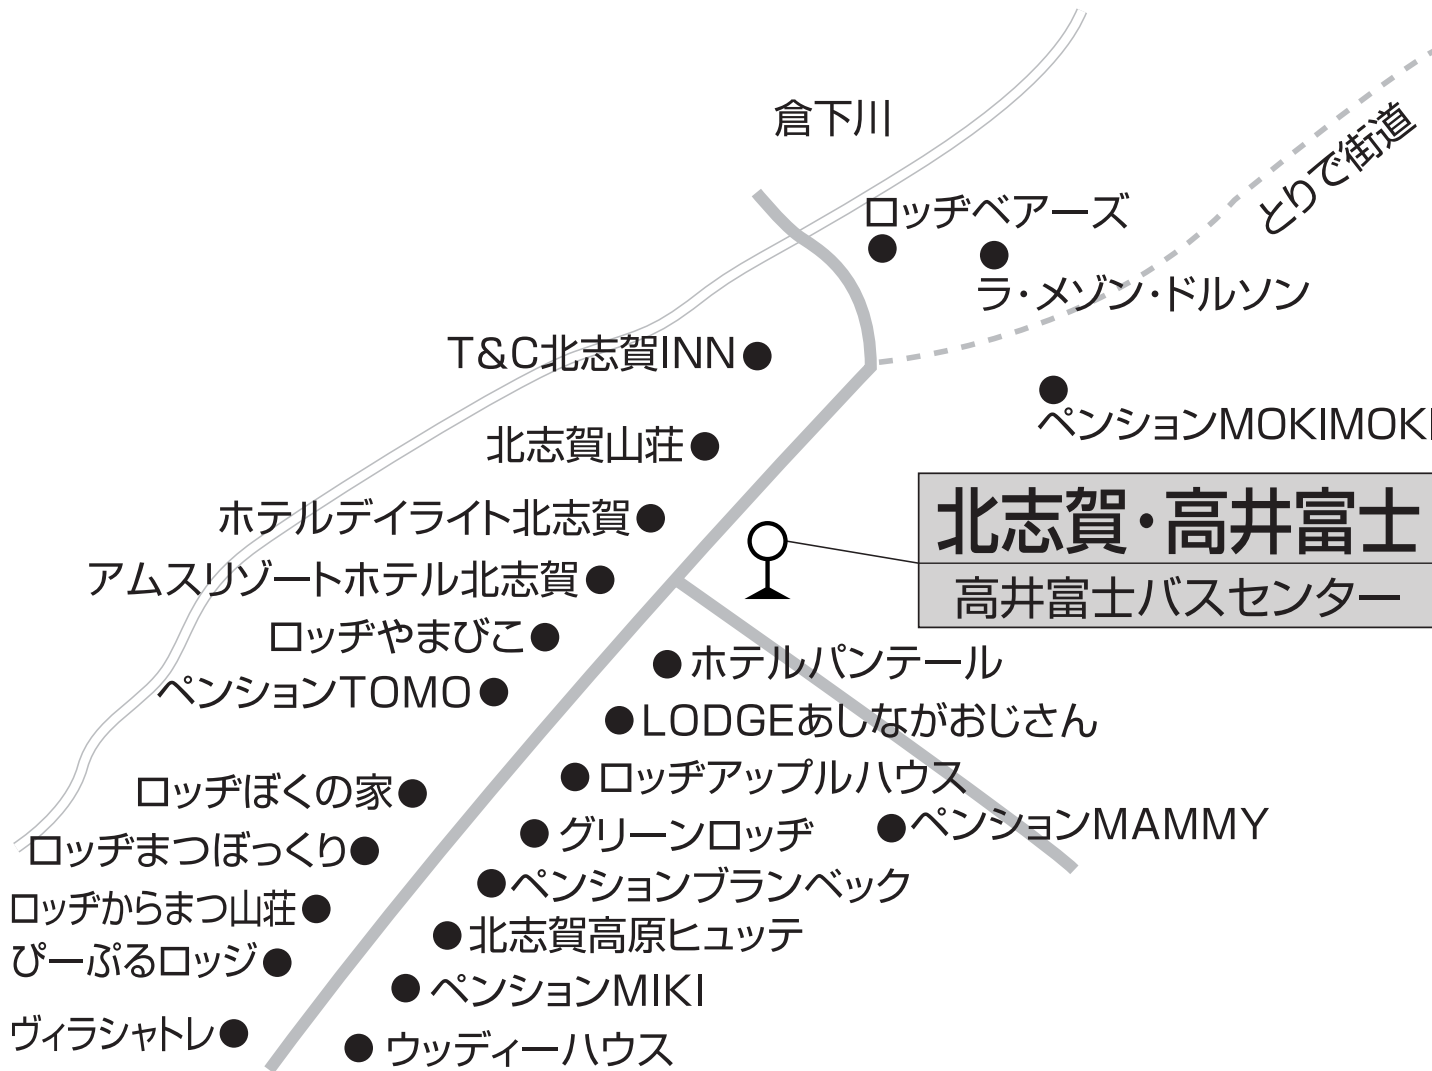 倉下川
とりで街道
ロッヂベアーズ
ラ・メゾン・ドルソン
T&C北志賀INN
ペンションMOKIMOKI
北志賀山荘
北志賀・高井富士
高井富士バスセンター
ホテルデイライト北志賀
アムスリゾートホテル北志賀
ロッヂやまびこ
ホテルパンテール
ペンションTOMO
LODGEあしながおじさん
ロッヂアップルハウス
ロッヂぼくの家
グリーンロッヂ
ペンションMAMMY
ロッヂまつぼっくり
ペンションブランベック
ロッヂからまつ山荘
北志賀高原ヒュッテ
ぴーぷるロッジ
ペンションMIKI
ヴィラシャトレ
ウッディーハウス